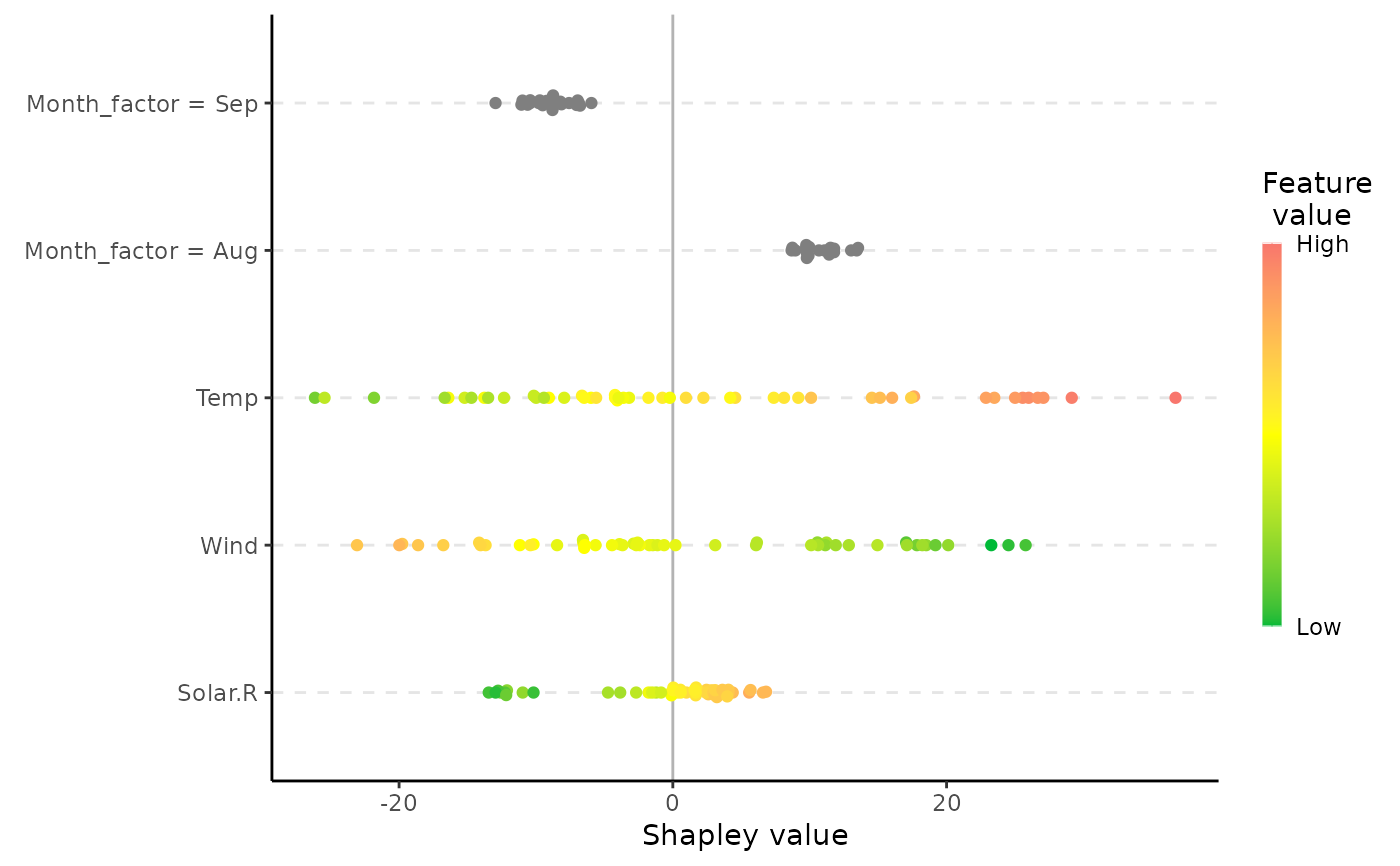 Month_factor = Sep
Month_factor = Aug
Temp
Wind
Solar.R
-20
0
20
Shapley value
Feature
value
High
Low